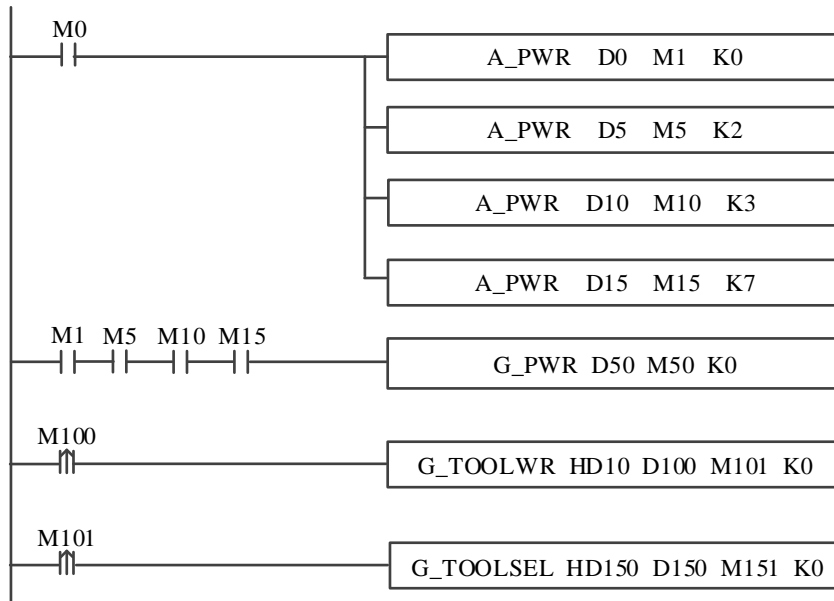 M0
A_PWR D0 M1 K0
A_PWR D5 M5 K2
A_PWR D10 M10 K3
A_PWR D15 M15 K7
M1 M5 M10 M15
G_PWR D50 M50 K0
M100
G_TOOLWR HD10 D100 M101 K0
M101
G_TOOLSEL HD150 D150 M151 K0